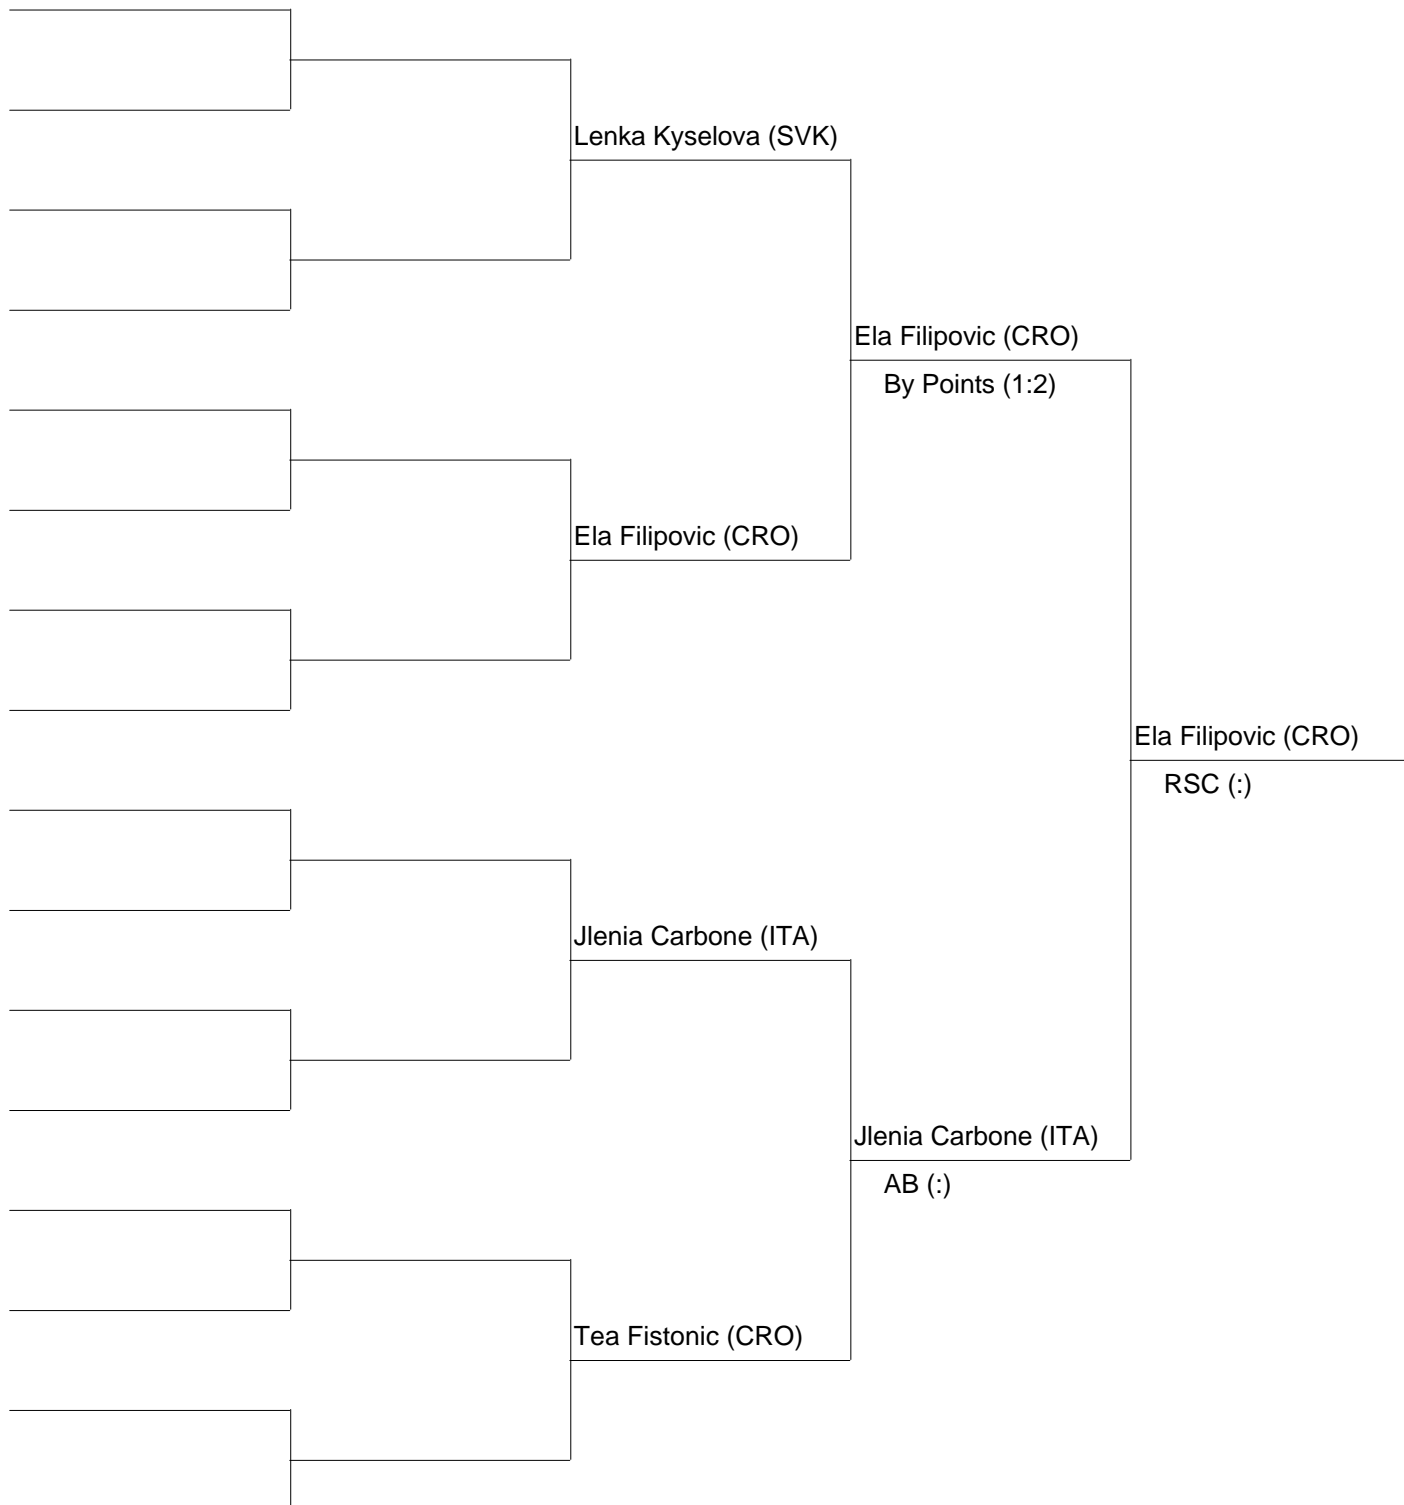 Lenka Kyselova (SVK)
Ela Filipovic (CRO)
By Points (1:2)
Ela Filipovic (CRO)
Ela Filipovic (CRO)
RSC (:)
Jlenia Carbone (ITA)
Jlenia Carbone (ITA)
AB (:)
Tea Fistonic (CRO)